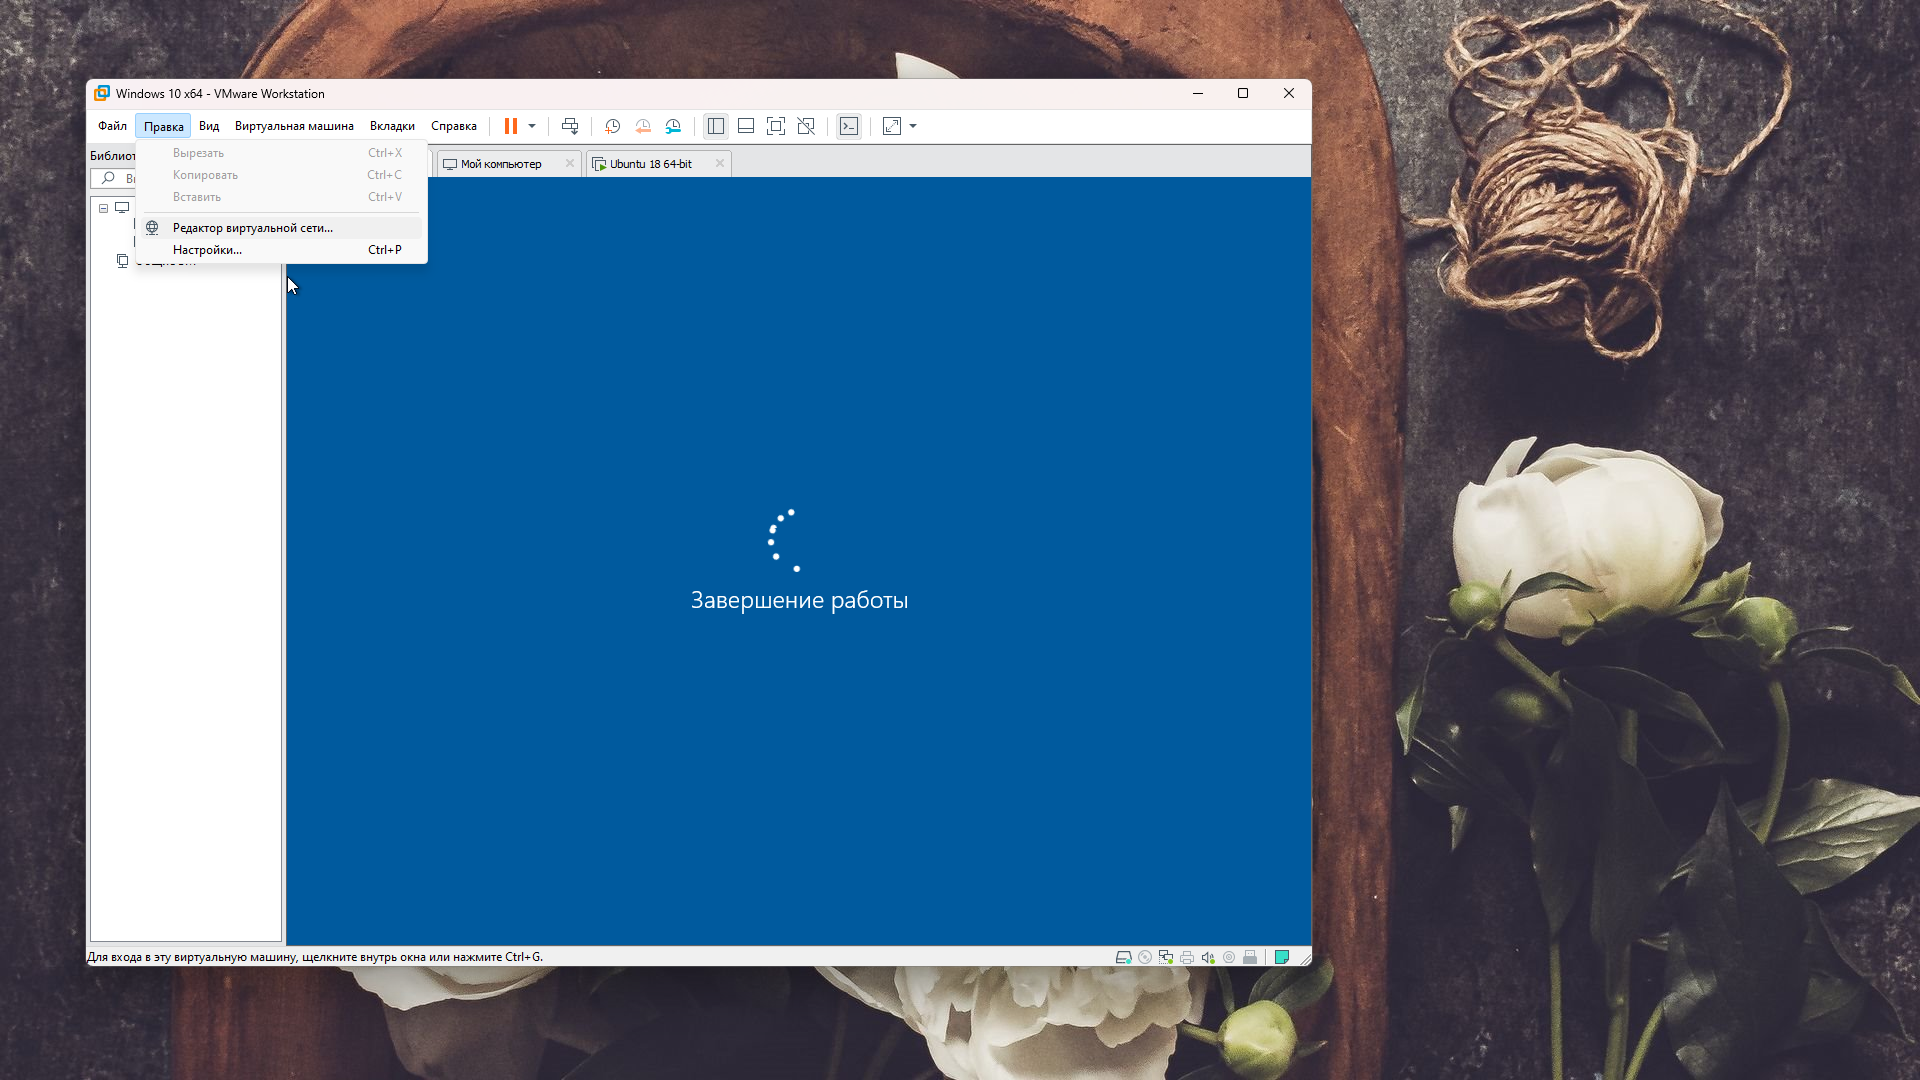 Windows 10 x64 - VMware Workstation
Файл Правка Вид Виртуальная машина Вкладки Справка
Вырезать Ctrl+X
Копировать Ctrl+C
Вставить Ctrl+V
Редактор виртуальной сети...
Настройки... Ctrl+P
Мой компьютер
Ubuntu 18 64-bit
Завершение работы
Для входа в эту виртуальную машину, щелкните внутрь окна или нажмите Ctrl+G.